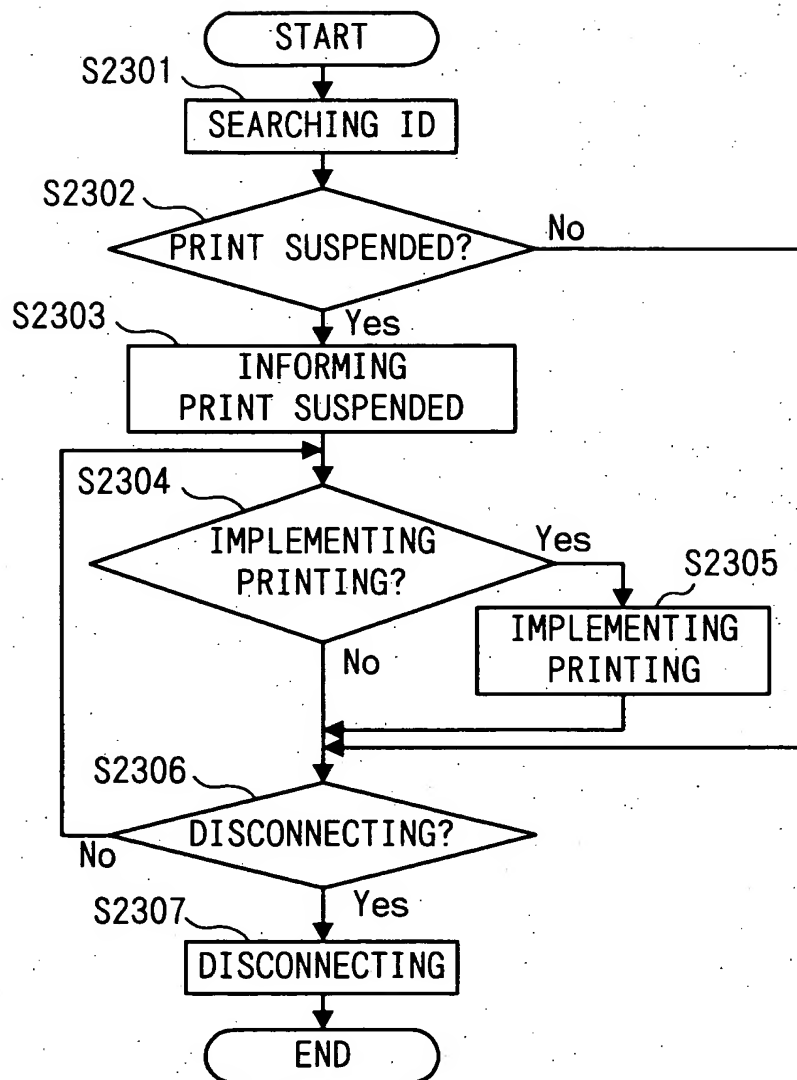 START
S2301
SEARCHING ID
S2302
PRINT SUSPENDED?
No
Yes
S2303
INFORMING
PRINT SUSPENDED
S2304
IMPLEMENTING
PRINTING?
Yes
S2305
IMPLEMENTING
PRINTING
No
S2306
DISCONNECTING?
No
Yes
S2307
DISCONNECTING
END